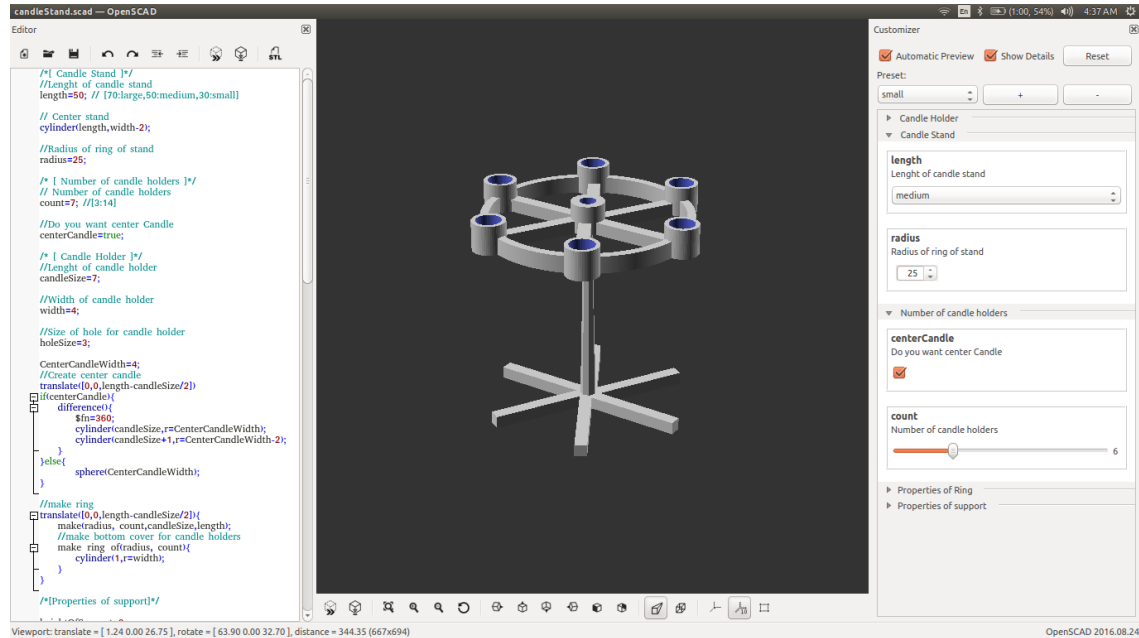 candleStand.scad — OpenSCAD
En
(1:00, 54%)
4:37 AM
Editor
STL
/*[ Candle Stand ]*/
//Lenght of candle stand
length=50; // [70:large,50:medium,30:small]
// Center stand
cylinder(length,width-2);
//Radius of ring of stand
radius=25;
/* [ Number of candle holders ]*/
// Number of candle holders
count=7; //[3:14]
//Do you want center Candle
centerCandle=true;
/* [ Candle Holder ]*/
//Lenght of candle holder
candleSize=7;
//Width of candle holder
width=4;
//Size of hole for candle holder
holeSize=3;
CenterCandleWidth=4;
//Create center candle
translate([0,0,length-candleSize/2])
if(centerCandle){
difference(){
$fn=360;
cylinder(candleSize,r=CenterCandleWidth);
cylinder(candleSize+1,r=CenterCandleWidth-2);
}
}else{
sphere(CenterCandleWidth);
}
//make ring
translate([0,0,length-candleSize/2]){
make(radius, count,candleSize,length);
//make bottom cover for candle holders
make ring of(radius, count){
cylinder(1,r=width);
}
}
/*[Properties of support]*/
Customizer
Automatic Preview
Show Details
Reset
Preset:
small
+
-
Candle Holder
Candle Stand
length
Lenght of candle stand
medium
radius
Radius of ring of stand
25
Number of candle holders
centerCandle
Do you want center Candle
count
Number of candle holders
6
Properties of Ring
Properties of support
Viewport: translate = [ 1.24 0.00 26.75 ], rotate = [ 63.90 0.00 32.70 ], distance = 344.35 (667x694)
OpenSCAD 2016.08.24